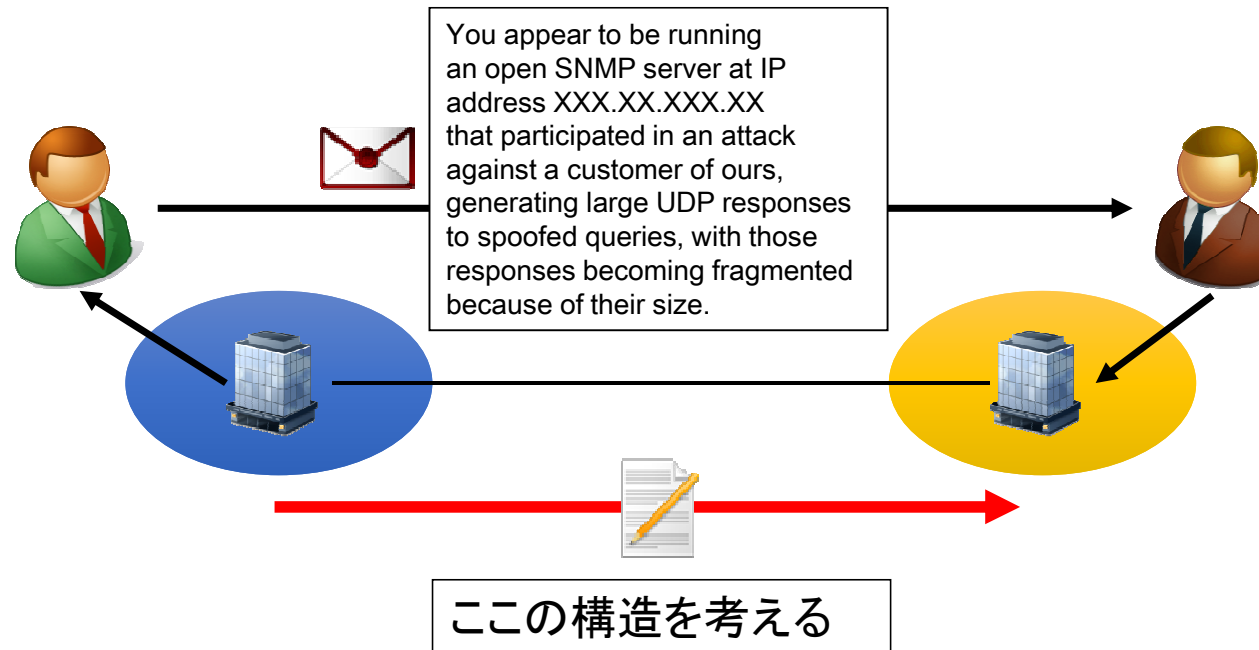 You appear to be running
an open SNMP server at IP
address XXX.XX.XXX.XX
that participated in an attack
against a customer of ours,
generating large UDP responses
to spoofed queries, with those
responses becoming fragmented
because of their size.
ここの構造を考える